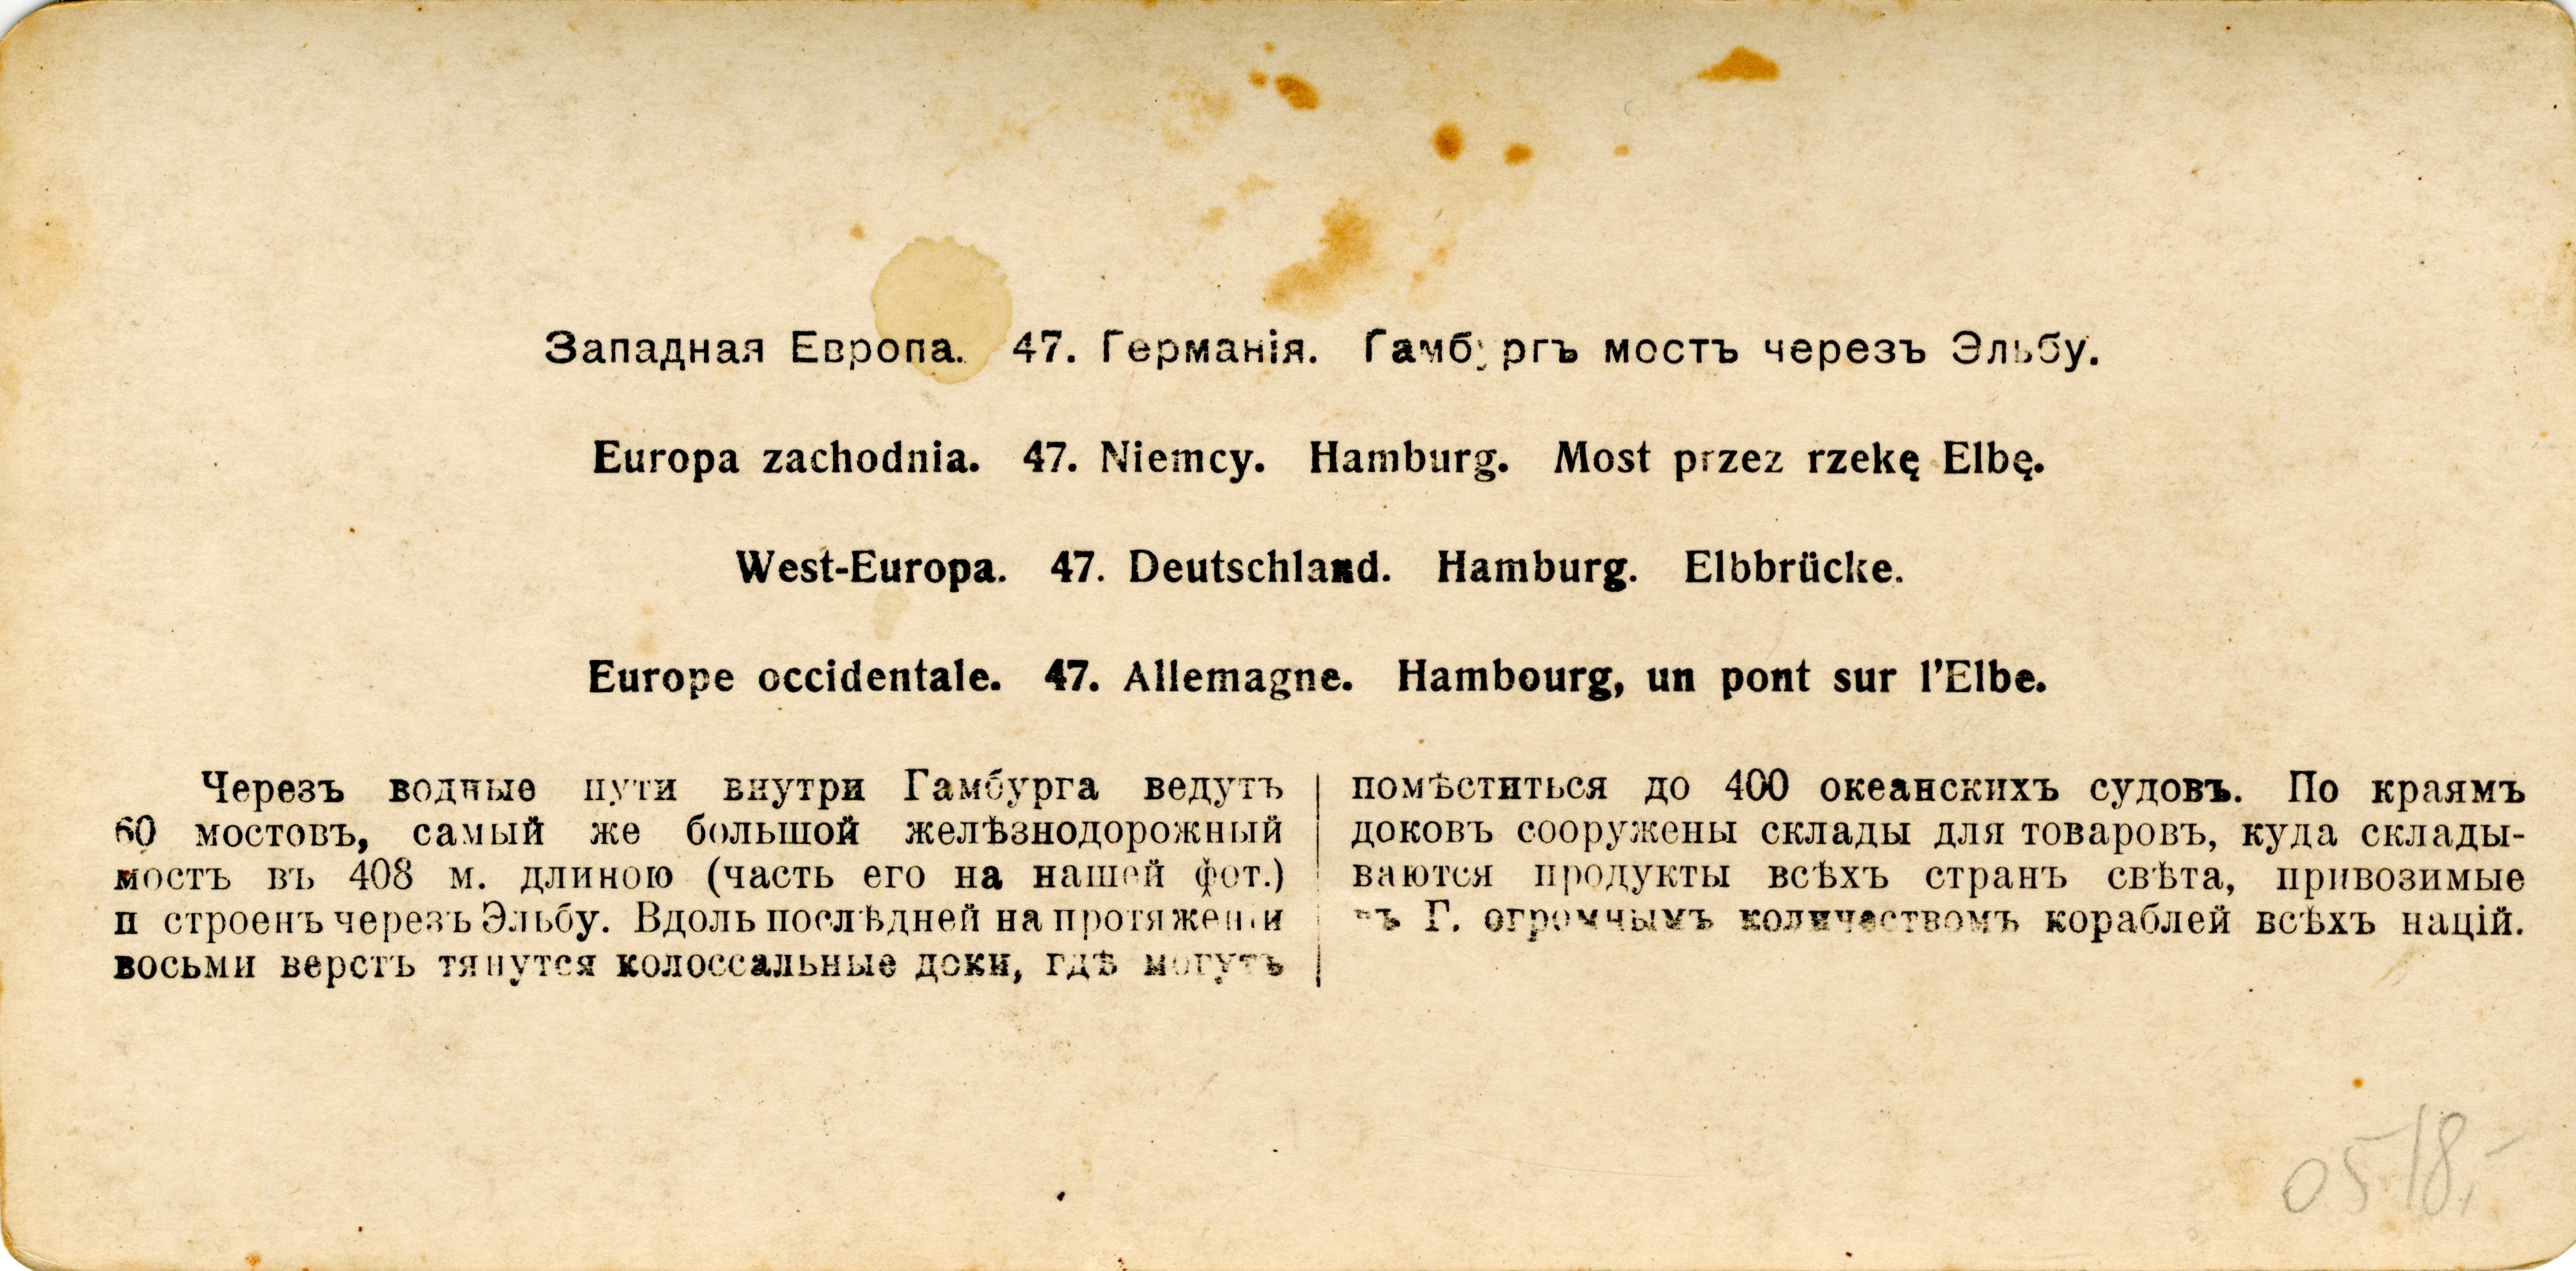 Западная Европа. 47. Германія. Гамбургъ мостъ черезъ Эльбу.
Europa zachodnia. 47. Niemcy. Hamburg. Most przez rzekę Elbę.
West-Europa. 47. Deutschland. Hamburg. Elbbrücke.
Europe occidentale. 47. Allemagne. Hambourg, un pont sur l'Elbe.
Черезъ водные пути внутри Гамбурга ведутъ
60 мостовъ, самый же большой желѣзнодорожный
мостъ въ 408 м. длиною (часть его на нашей фот.)
построенъ черезъ Эльбу. Вдоль послѣдней на протяженіи
восьми верстъ тянутся колоссальные доки, гдѣ могутъ
помѣститься до 400 океанскихъ судовъ. По краямъ
доковъ сооружены склады для товаровъ, куда склады-
ваются продукты всѣхъ странъ свѣта, привозимые
въ Г. огромнымъ количествомъ кораблей всѣхъ націй.
05 18,-